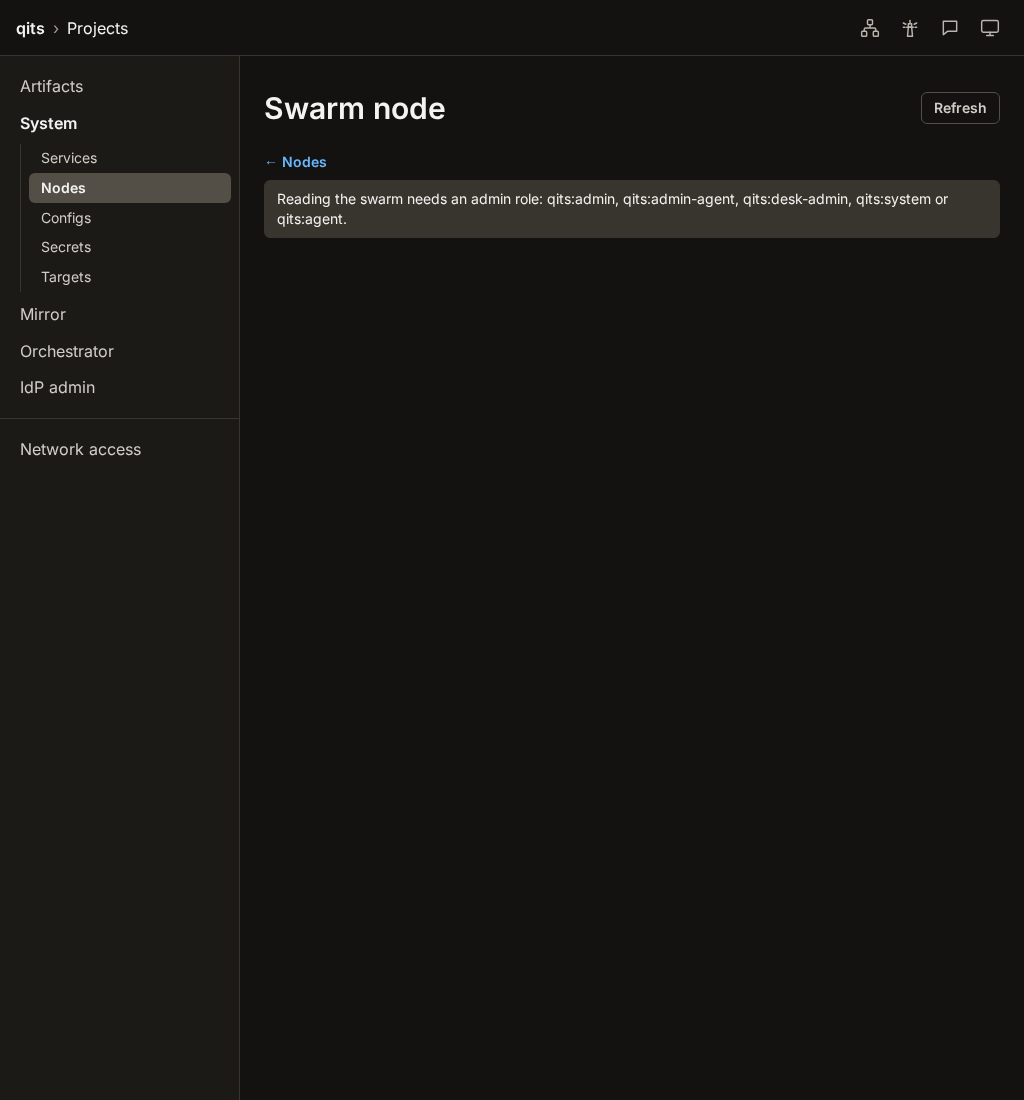 qits › Projects
Artifacts
System
Services
Nodes
Configs
Secrets
Targets
Mirror
Orchestrator
IdP admin
Network access
Swarm node
Refresh
← Nodes
Reading the swarm needs an admin role: qits:admin, qits:admin-agent, qits:desk-admin, qits:system or
qits:agent.